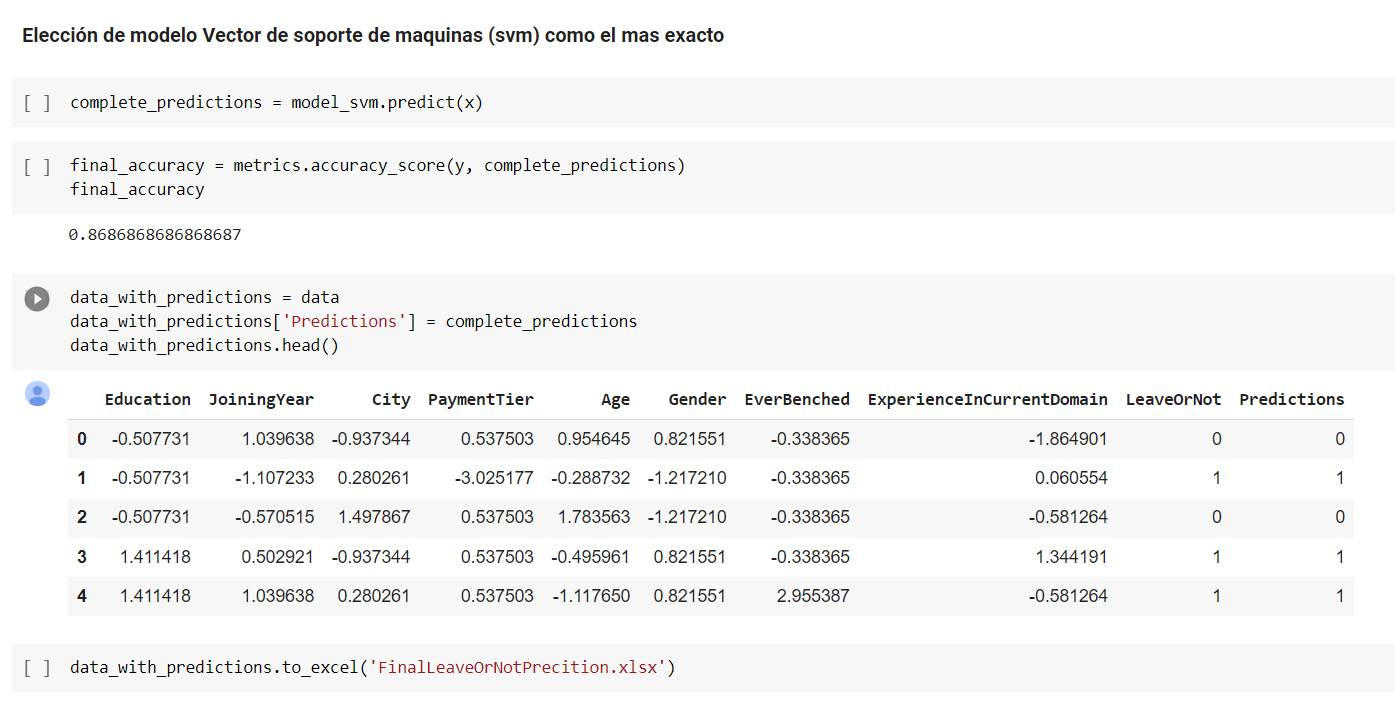 Elección de modelo Vector de soporte de maquinas (svm) como el mas exacto
[ ] complete_predictions = model_svm.predict(x)
[ ] final_accuracy = metrics.accuracy_score(y, complete_predictions)
final_accuracy
0.8686868686868687
data_with_predictions = data
data_with_predictions['Predictions'] = complete_predictions
data_with_predictions.head()
Education JoiningYear City PaymentTier Age Gender EverBenched ExperienceInCurrentDomain LeaveOrNot Predictions
0 -0.507731 1.039638 -0.937344 0.537503 0.954645 0.821551 -0.338365 -1.864901 0 0
1 -0.507731 -1.107233 0.280261 -3.025177 -0.288732 -1.217210 -0.338365 0.060554 1 1
2 -0.507731 -0.570515 1.497867 0.537503 1.783563 -1.217210 -0.338365 -0.581264 0 0
3 1.411418 0.502921 -0.937344 0.537503 -0.495961 0.821551 -0.338365 1.344191 1 1
4 1.411418 1.039638 0.280261 0.537503 -1.117650 0.821551 2.955387 -0.581264 1 1
[ ] data_with_predictions.to_excel('FinalLeaveOrNotPrecition.xlsx')